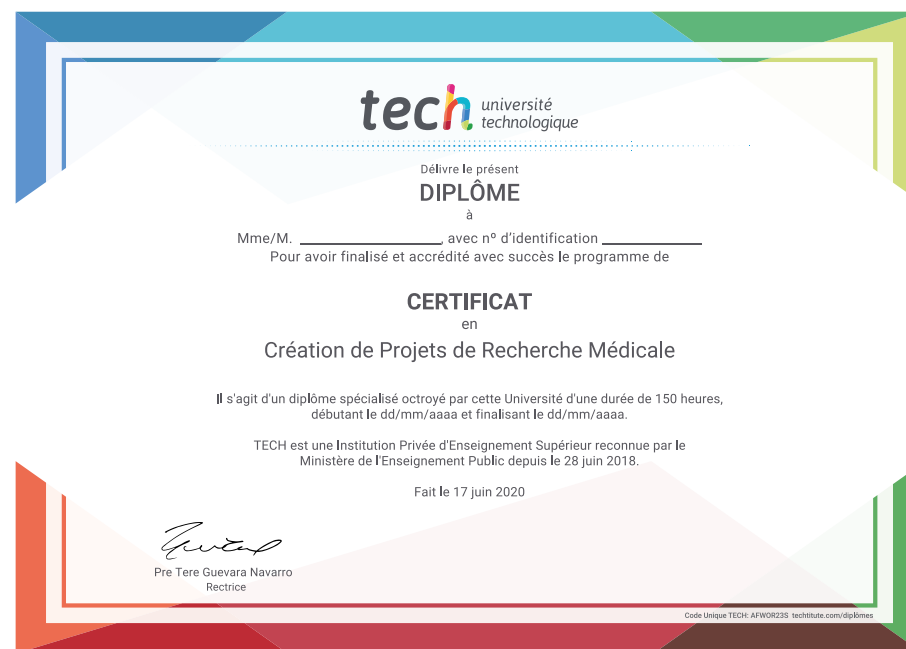 tech université
technologique
Délivre le présent
DIPLÔME
à
Mme/M. ____________________, avec nº d'identification ______________
Pour avoir finalisé et accrédité avec succès le programme de
CERTIFICAT
en
Création de Projets de Recherche Médicale
Il s'agit d'un diplôme spécialisé octroyé par cette Université d'une durée de 150 heures,
débutant le dd/mm/aaaa et finalisant le dd/mm/aaaa.
TECH est une Institution Privée d'Enseignement Supérieur reconnue par le
Ministère de l'Enseignement Public depuis le 28 juin 2018.
Fait le 17 juin 2020
Pre Tere Guevara Navarro
Rectrice
Code Unique TECH: AFWOR23S techtitute.com/diplômes